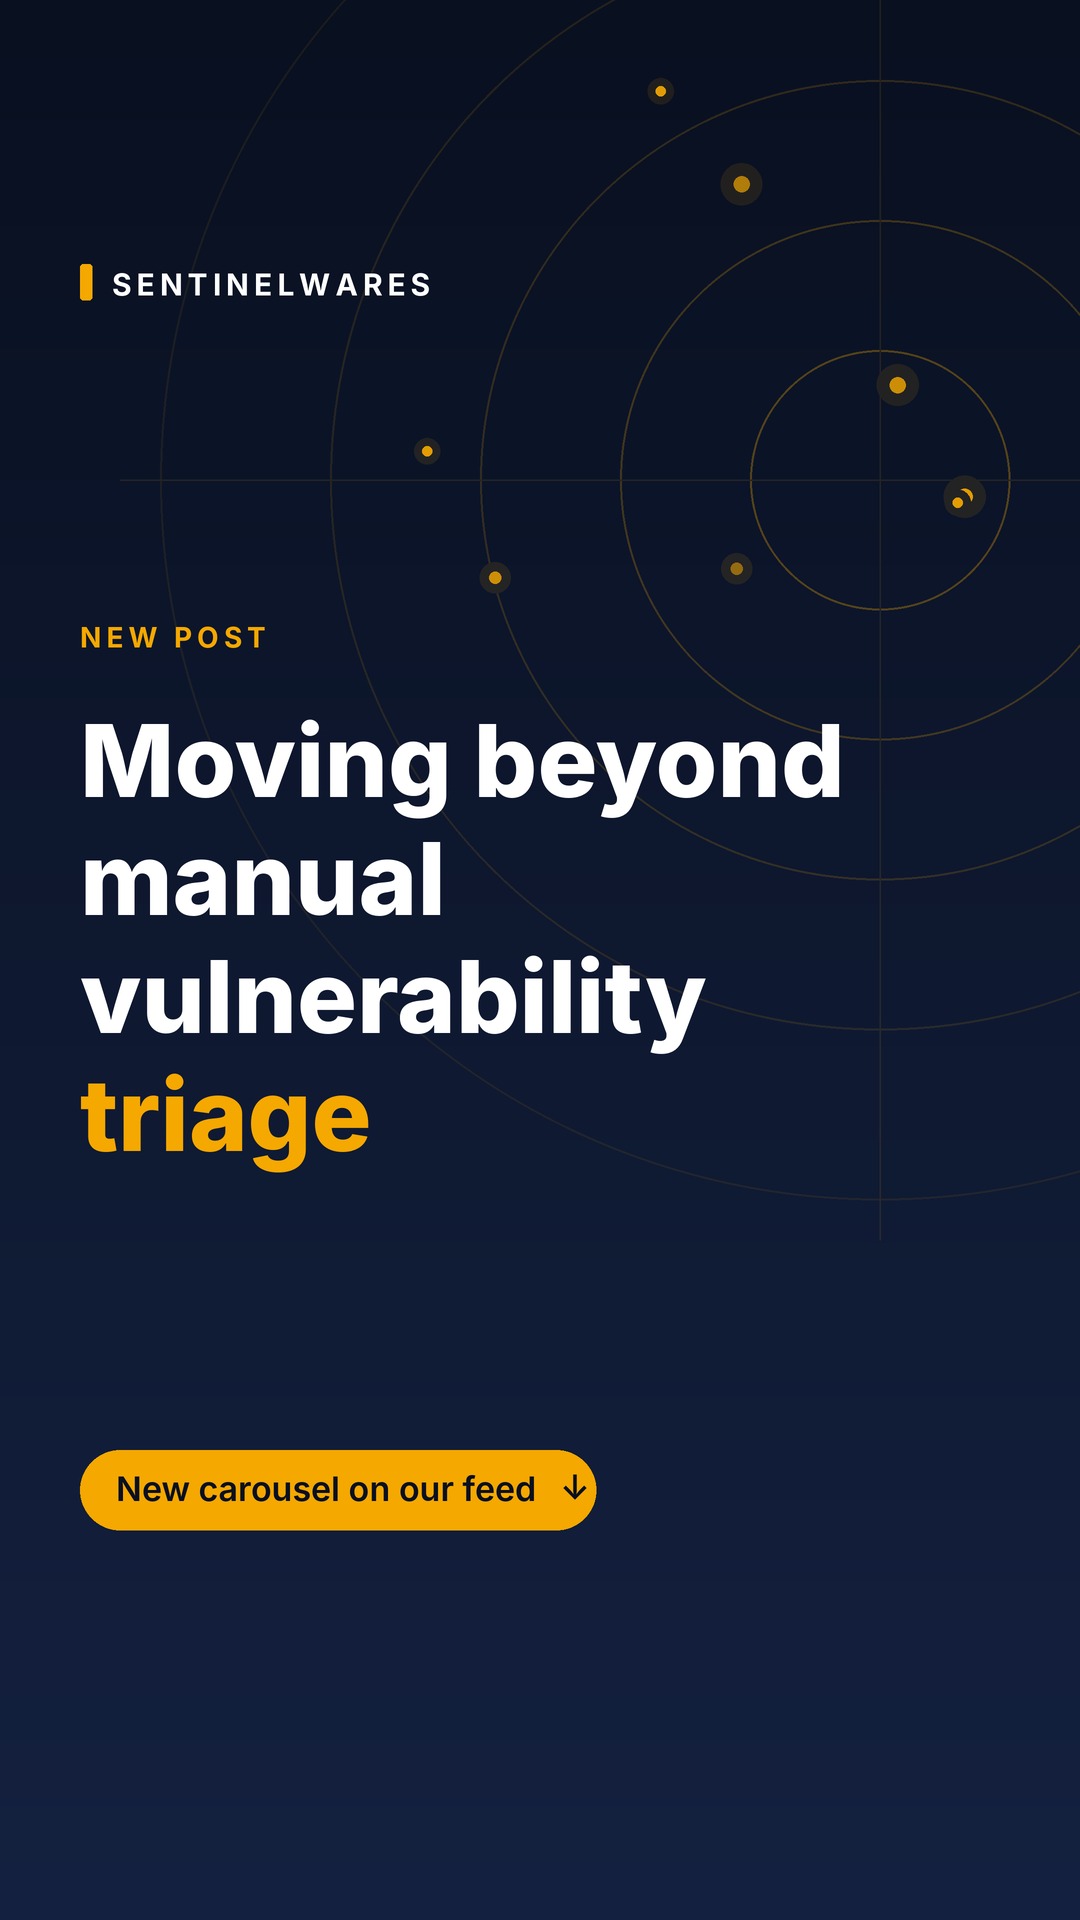 SENTINELWARES
NEW POST
Moving beyond
manual
vulnerability
triage
New carousel on our feed ↓